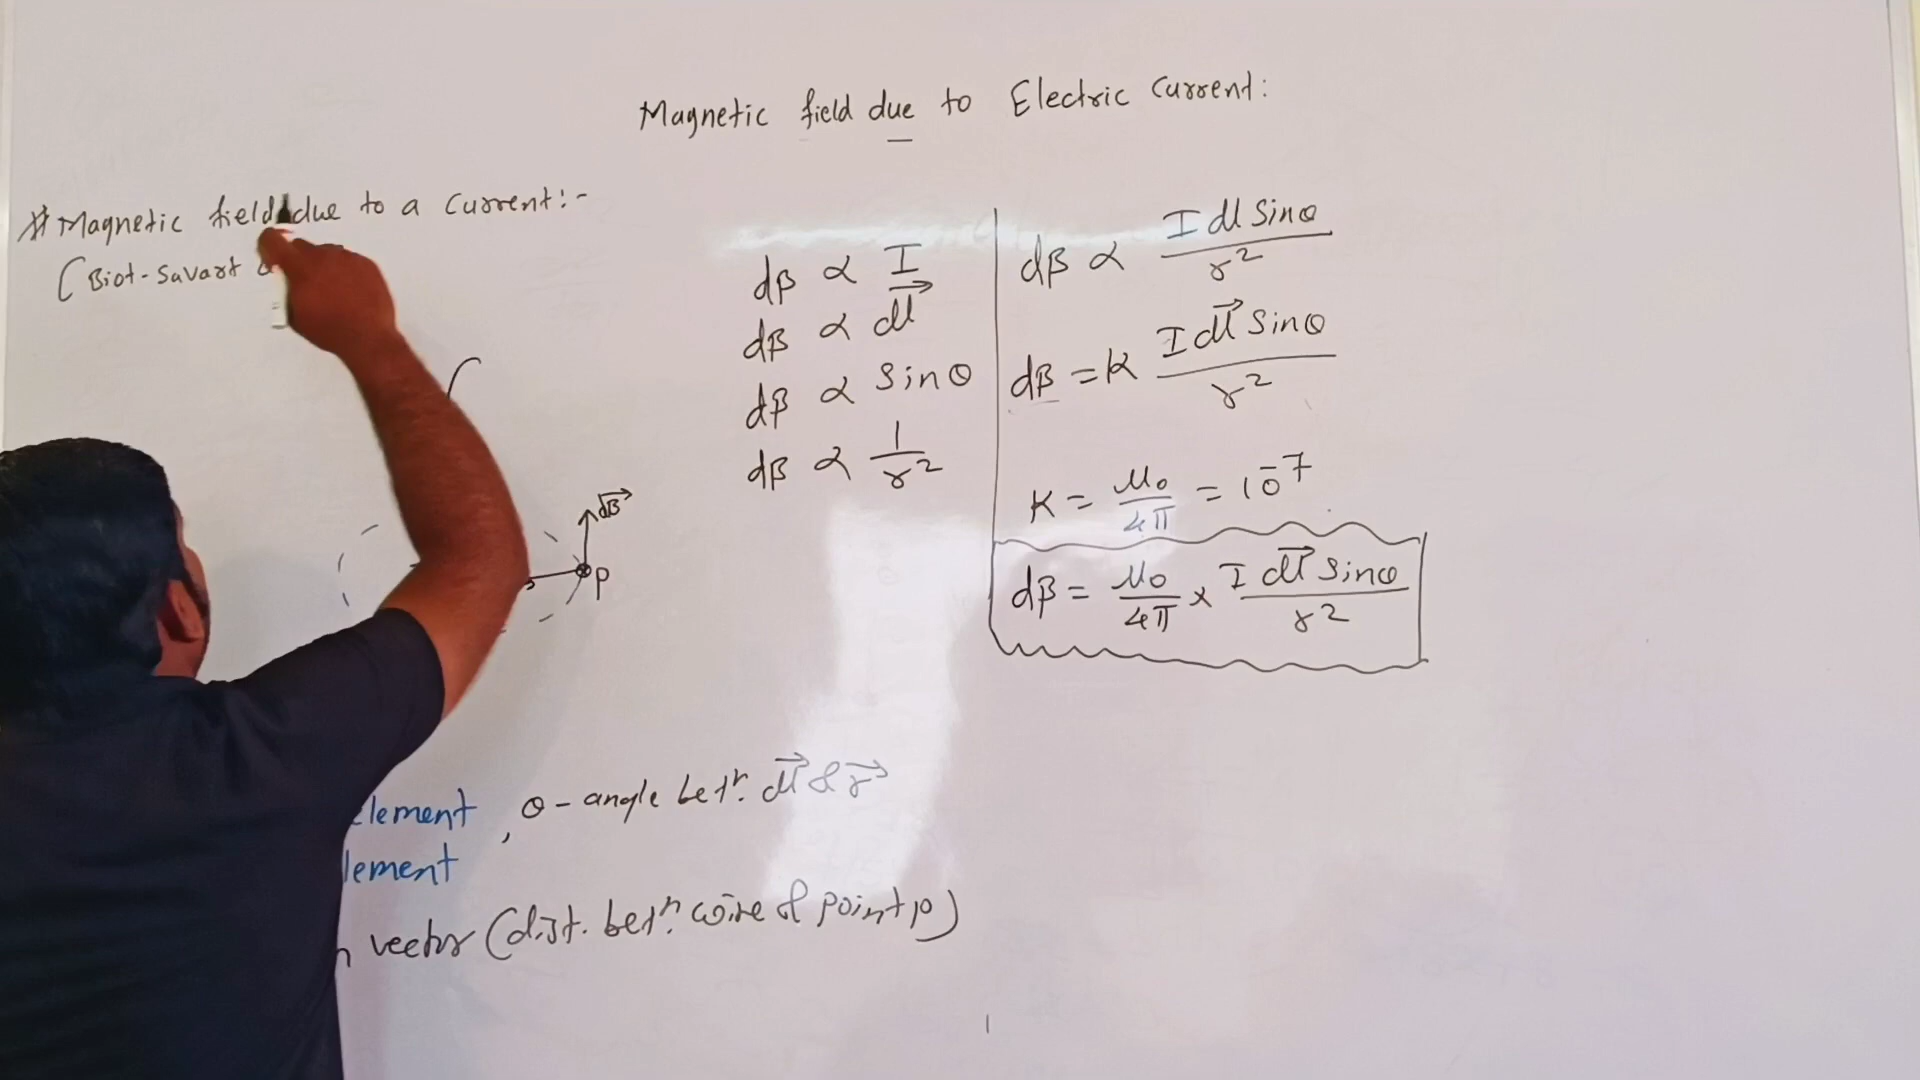 Magnetic field due to Electric Current:
# Magnetic field due to a Current:-
(Biot-Savart
dB ∝ I
dB ∝ dl⃗
dB ∝ Sinθ
dB ∝ 1/r²
dB ∝ I dl Sinθ / r²
dB = K I dl⃗ Sinθ / r²
K = μ₀/4π = 10⁻⁷
dB = μ₀/4π × I dl⃗ Sinθ / r²
dB⃗
P
element, θ - angle betⁿ. dl⃗ & r⃗
lement
n vector (dist. betⁿ. wire & point p)